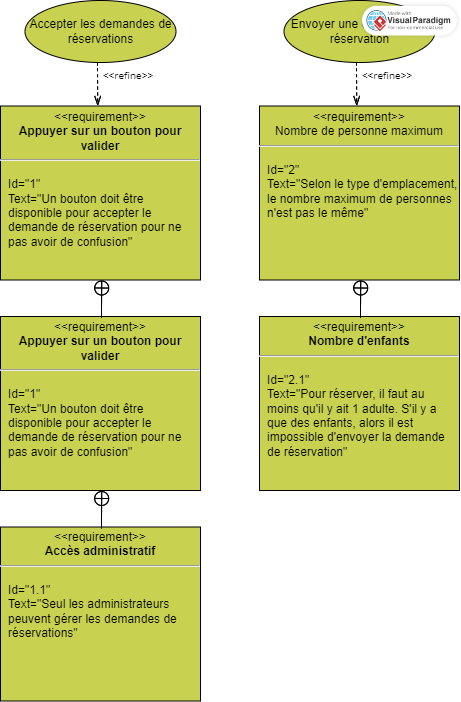 Accepter les demandes de
réservations
<<refine>>
<<requirement>>
Appuyer sur un bouton pour
valider
Id="1"
Text="Un bouton doit être
disponible pour accepter le
demande de réservation pour ne
pas avoir de confusion"
<<requirement>>
Appuyer sur un bouton pour
valider
Id="1"
Text="Un bouton doit être
disponible pour accepter le
demande de réservation pour ne
pas avoir de confusion"
<<requirement>>
Accès administratif
Id="1.1"
Text="Seul les administrateurs
peuvent gérer les demandes de
réservations"
Envoyer une
réservation
Made with
Visual Paradigm
For non-commercial use
<<refine>>
<<requirement>>
Nombre de personne maximum
Id="2"
Text="Selon le type d'emplacement,
le nombre maximum de personnes
n'est pas le même"
<<requirement>>
Nombre d'enfants
Id="2.1"
Text="Pour réserver, il faut au
moins qu'il y ait 1 adulte. S'il y a
que des enfants, alors il est
impossible d'envoyer la demande
de réservation"